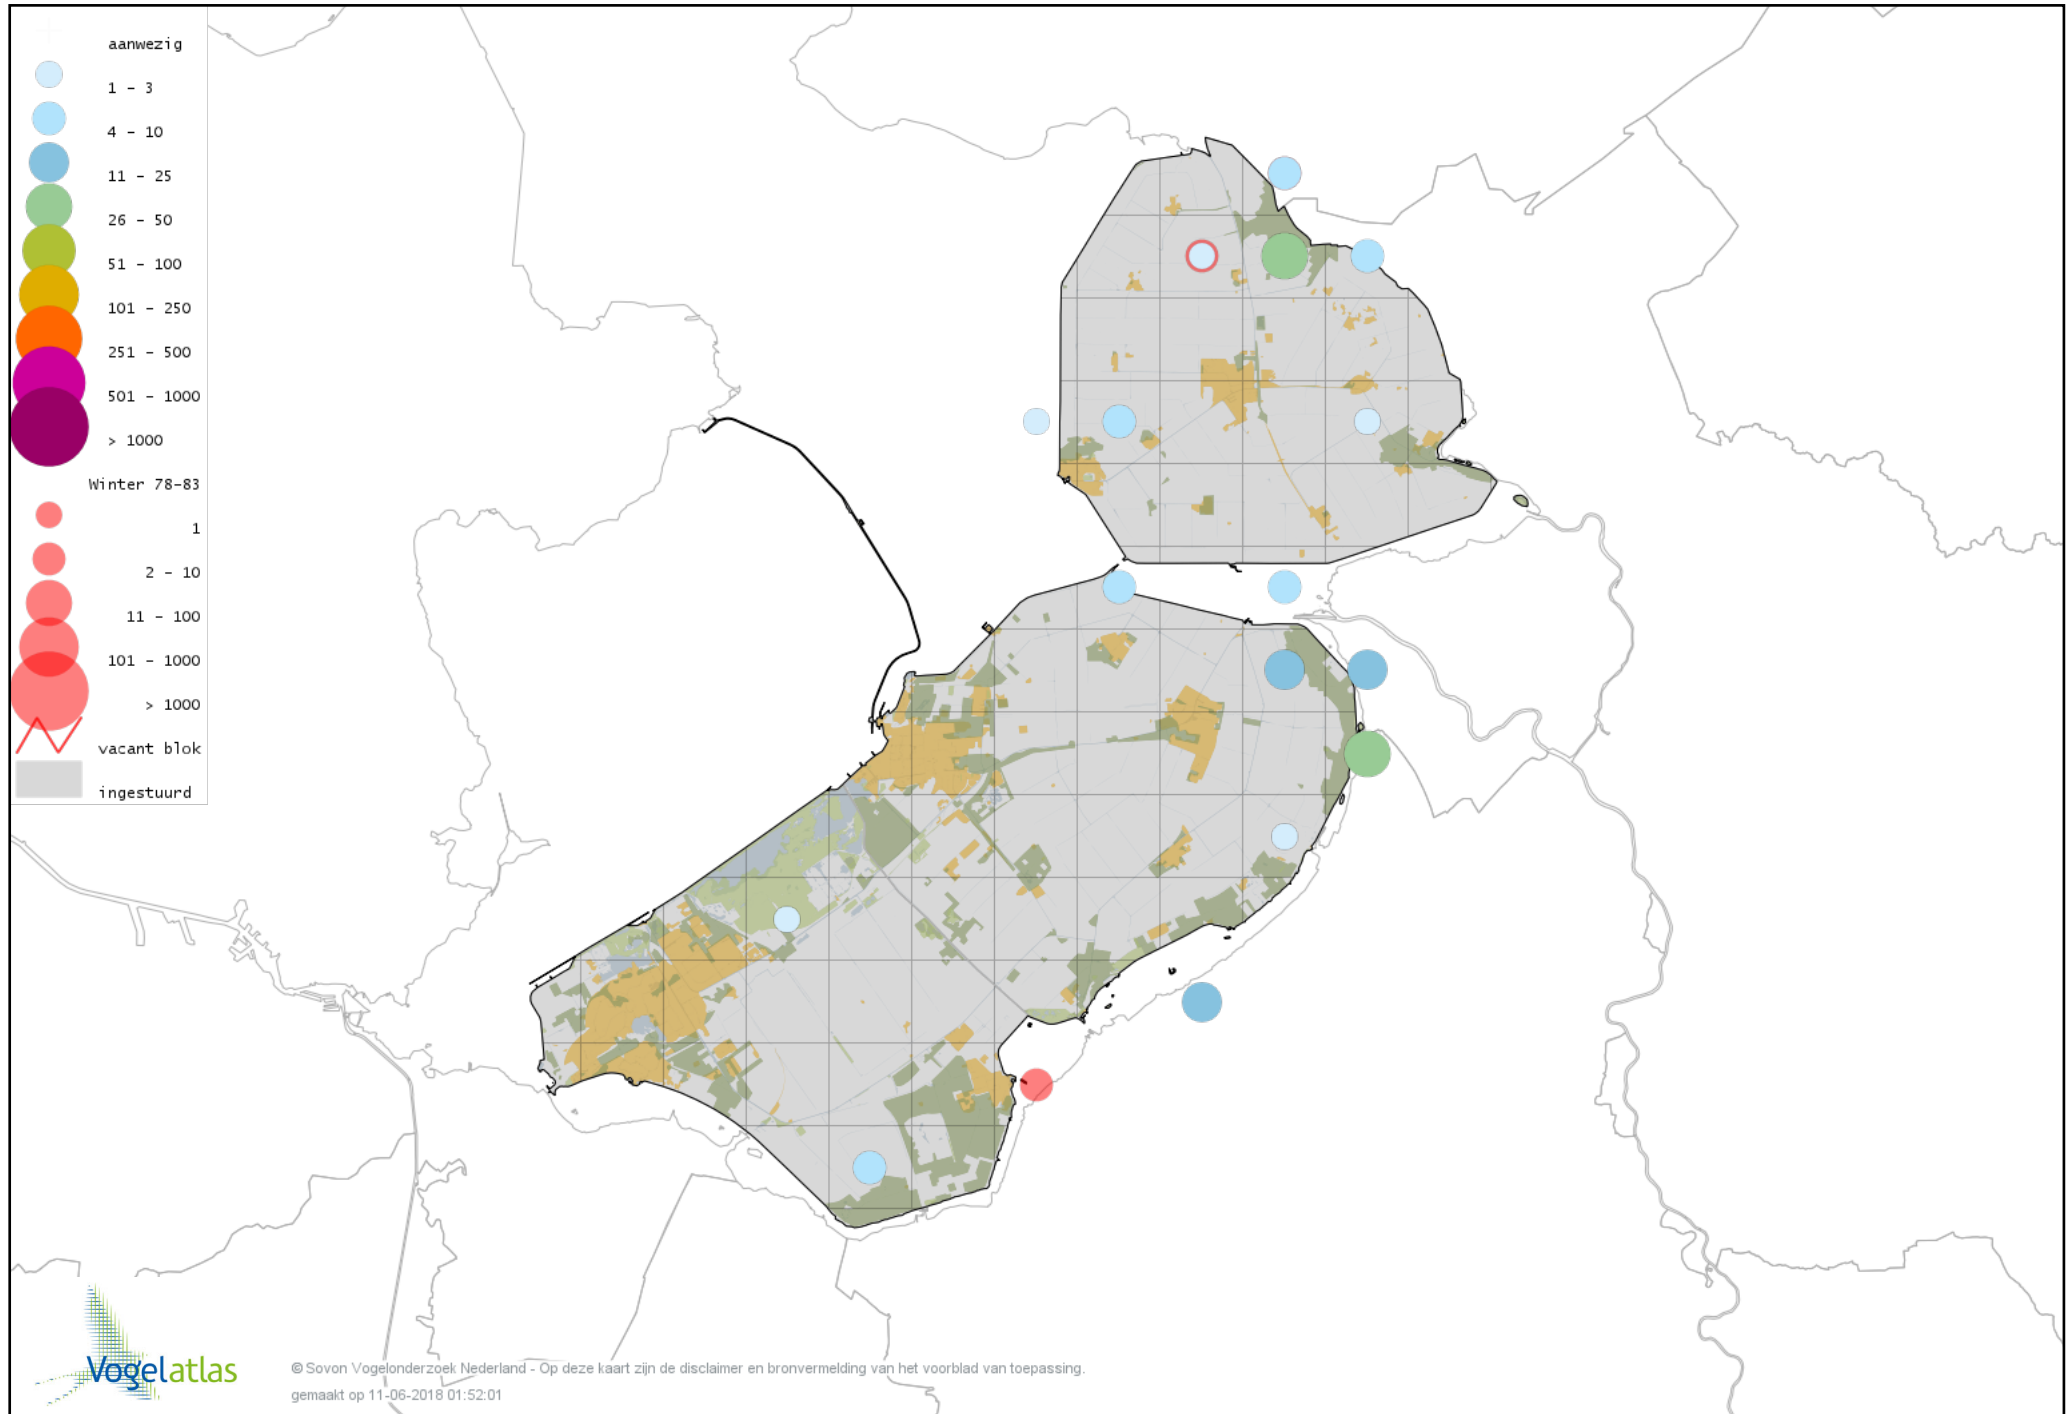 aanwezig
1 – 3
4 – 10
11 – 25
26 – 50
51 – 100
101 – 250
251 – 500
501 – 1000
> 1000
Winter 78-83
1
2 – 10
11 – 100
101 – 1000
> 1000
vacant blok
ingestuurd
Vogelatlas
© Sovon Vogelonderzoek Nederland - Op deze kaart zijn de disclaimer en bronvermelding van het voorblad van toepassing.
gemaakt op 11-06-2018 01:52:01